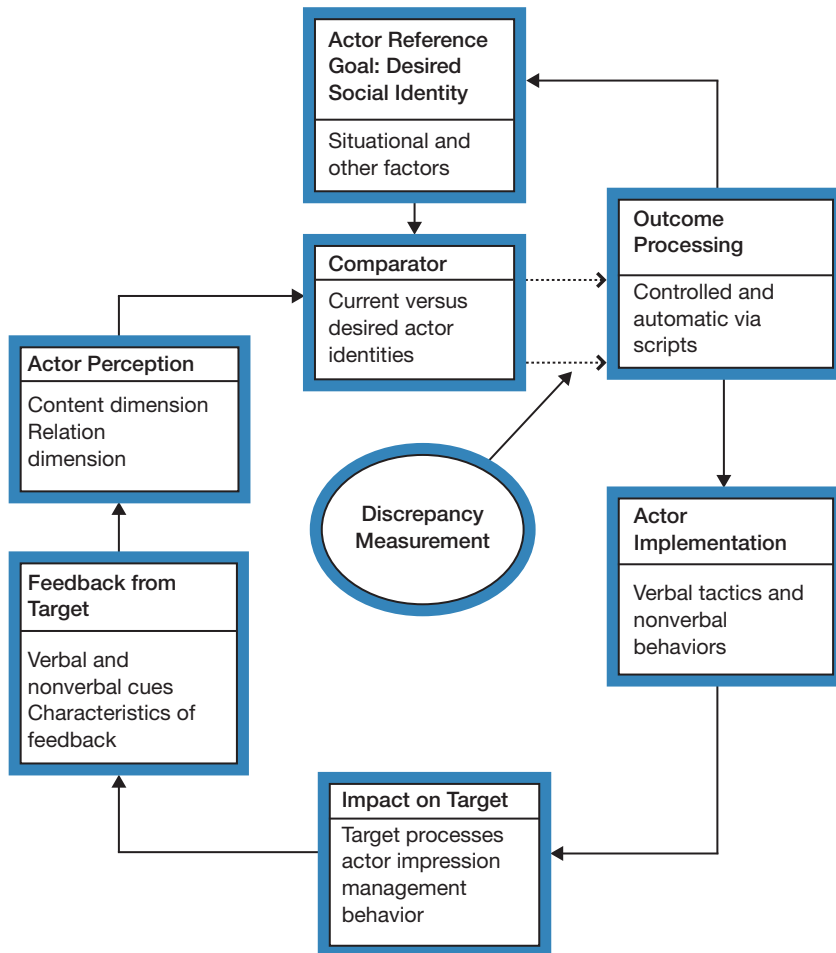 Actor Reference
Goal: Desired
Social Identity
Situational and
other factors
Outcome
Processing
Controlled and
automatic via
scripts
Comparator
Current versus
desired actor
identities
Actor Perception
Content dimension
Relation
dimension
Discrepancy
Measurement
Actor
Implementation
Verbal tactics and
nonverbal
behaviors
Feedback from
Target
Verbal and
nonverbal cues
Characteristics of
feedback
Impact on Target
Target processes
actor impression
management
behavior